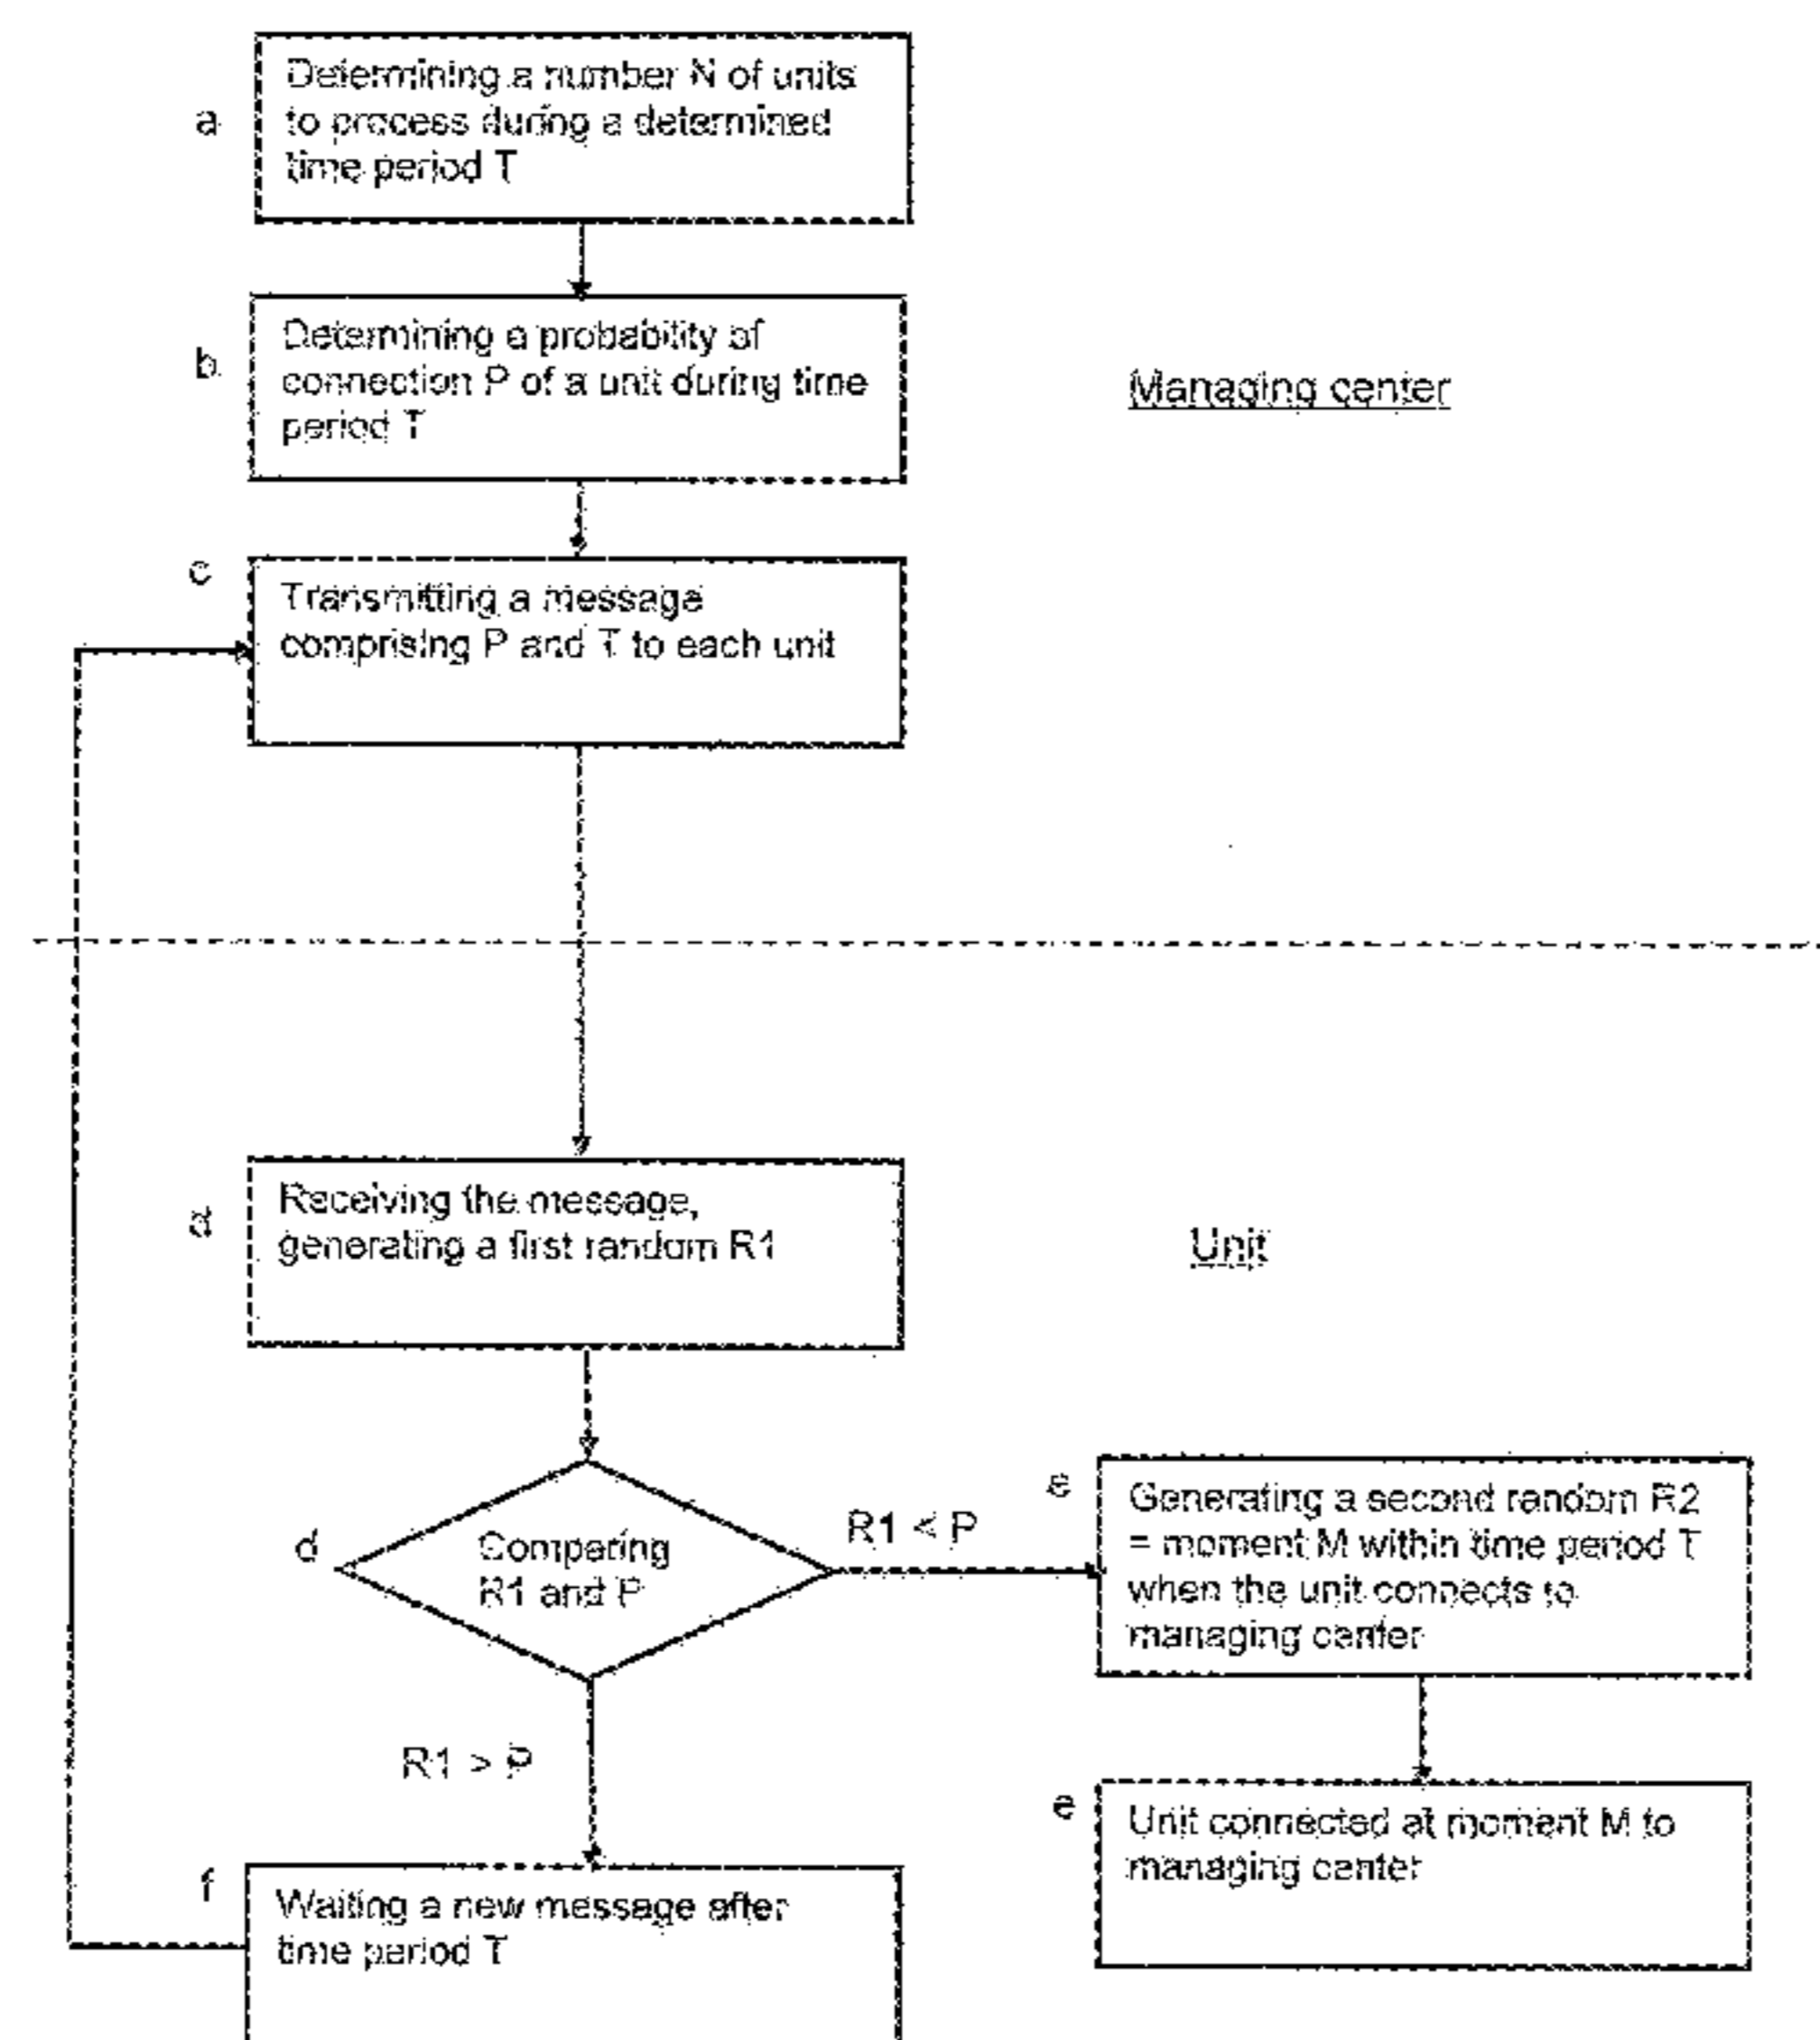 a
Determining a number N of units
to process during a determined
time period T
b
Determining a probability of
connection P of a unit during time
period T
Managing center
c
Transmitting a message
comprising P and T to each unit
d
Receiving the message,
generating a first random R1
Unit
d
Comparing
R1 and P
R1 < P
e
Generating a second random R2
= moment M within time period T
when the unit connects to
managing center
R1 > P
e
Unit connected at moment M to
managing center
f
Waiting a new message after
time period T